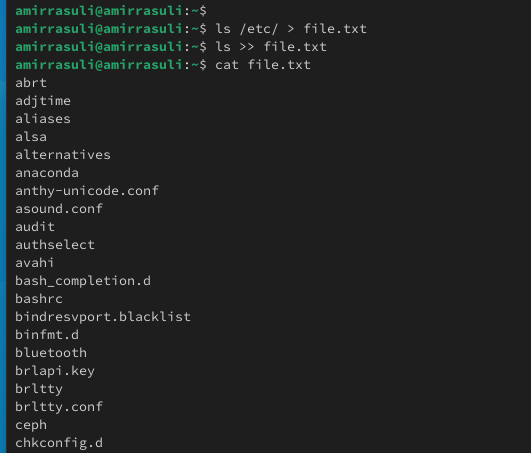 amirrasuli@amirrasuli:~$
amirrasuli@amirrasuli:~$ ls /etc/ > file.txt
amirrasuli@amirrasuli:~$ ls >> file.txt
amirrasuli@amirrasuli:~$ cat file.txt
abrt
adjtime
aliases
alsa
alternatives
anaconda
anthy-unicode.conf
asound.conf
audit
authselect
avahi
bash_completion.d
bashrc
bindresvport.blacklist
binfmt.d
bluetooth
brlapi.key
brltty
brltty.conf
ceph
chkconfig.d